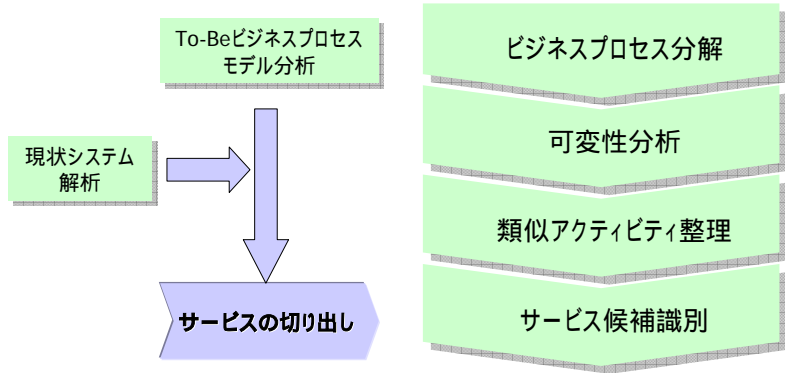 To-Beビジネスプロセス
モデル分析
現状システム
解析
サービスの切り出し
ビジネスプロセス分解
可変性分析
類似アクティビティ整理
サービス候補識別